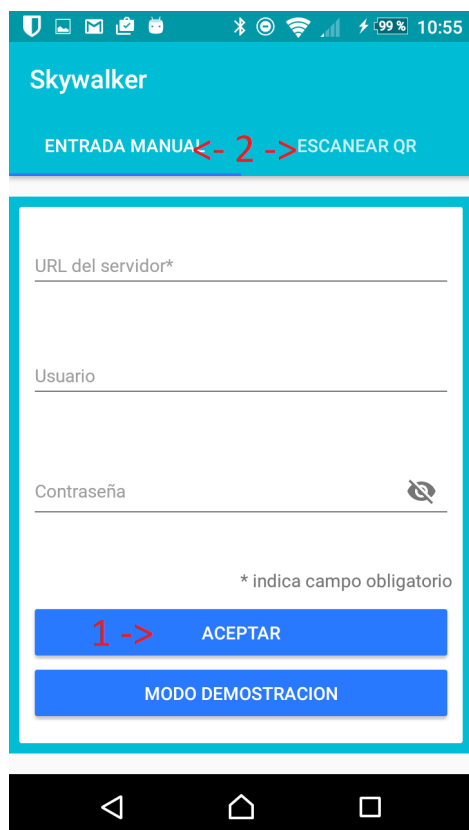 99 % 10:55
Skywalker
ENTRADA MANUAL <- 2 -> ESCANEAR QR
URL del servidor*
Usuario
Contraseña
* indica campo obligatorio
1 -> ACEPTAR
MODO DEMOSTRACION